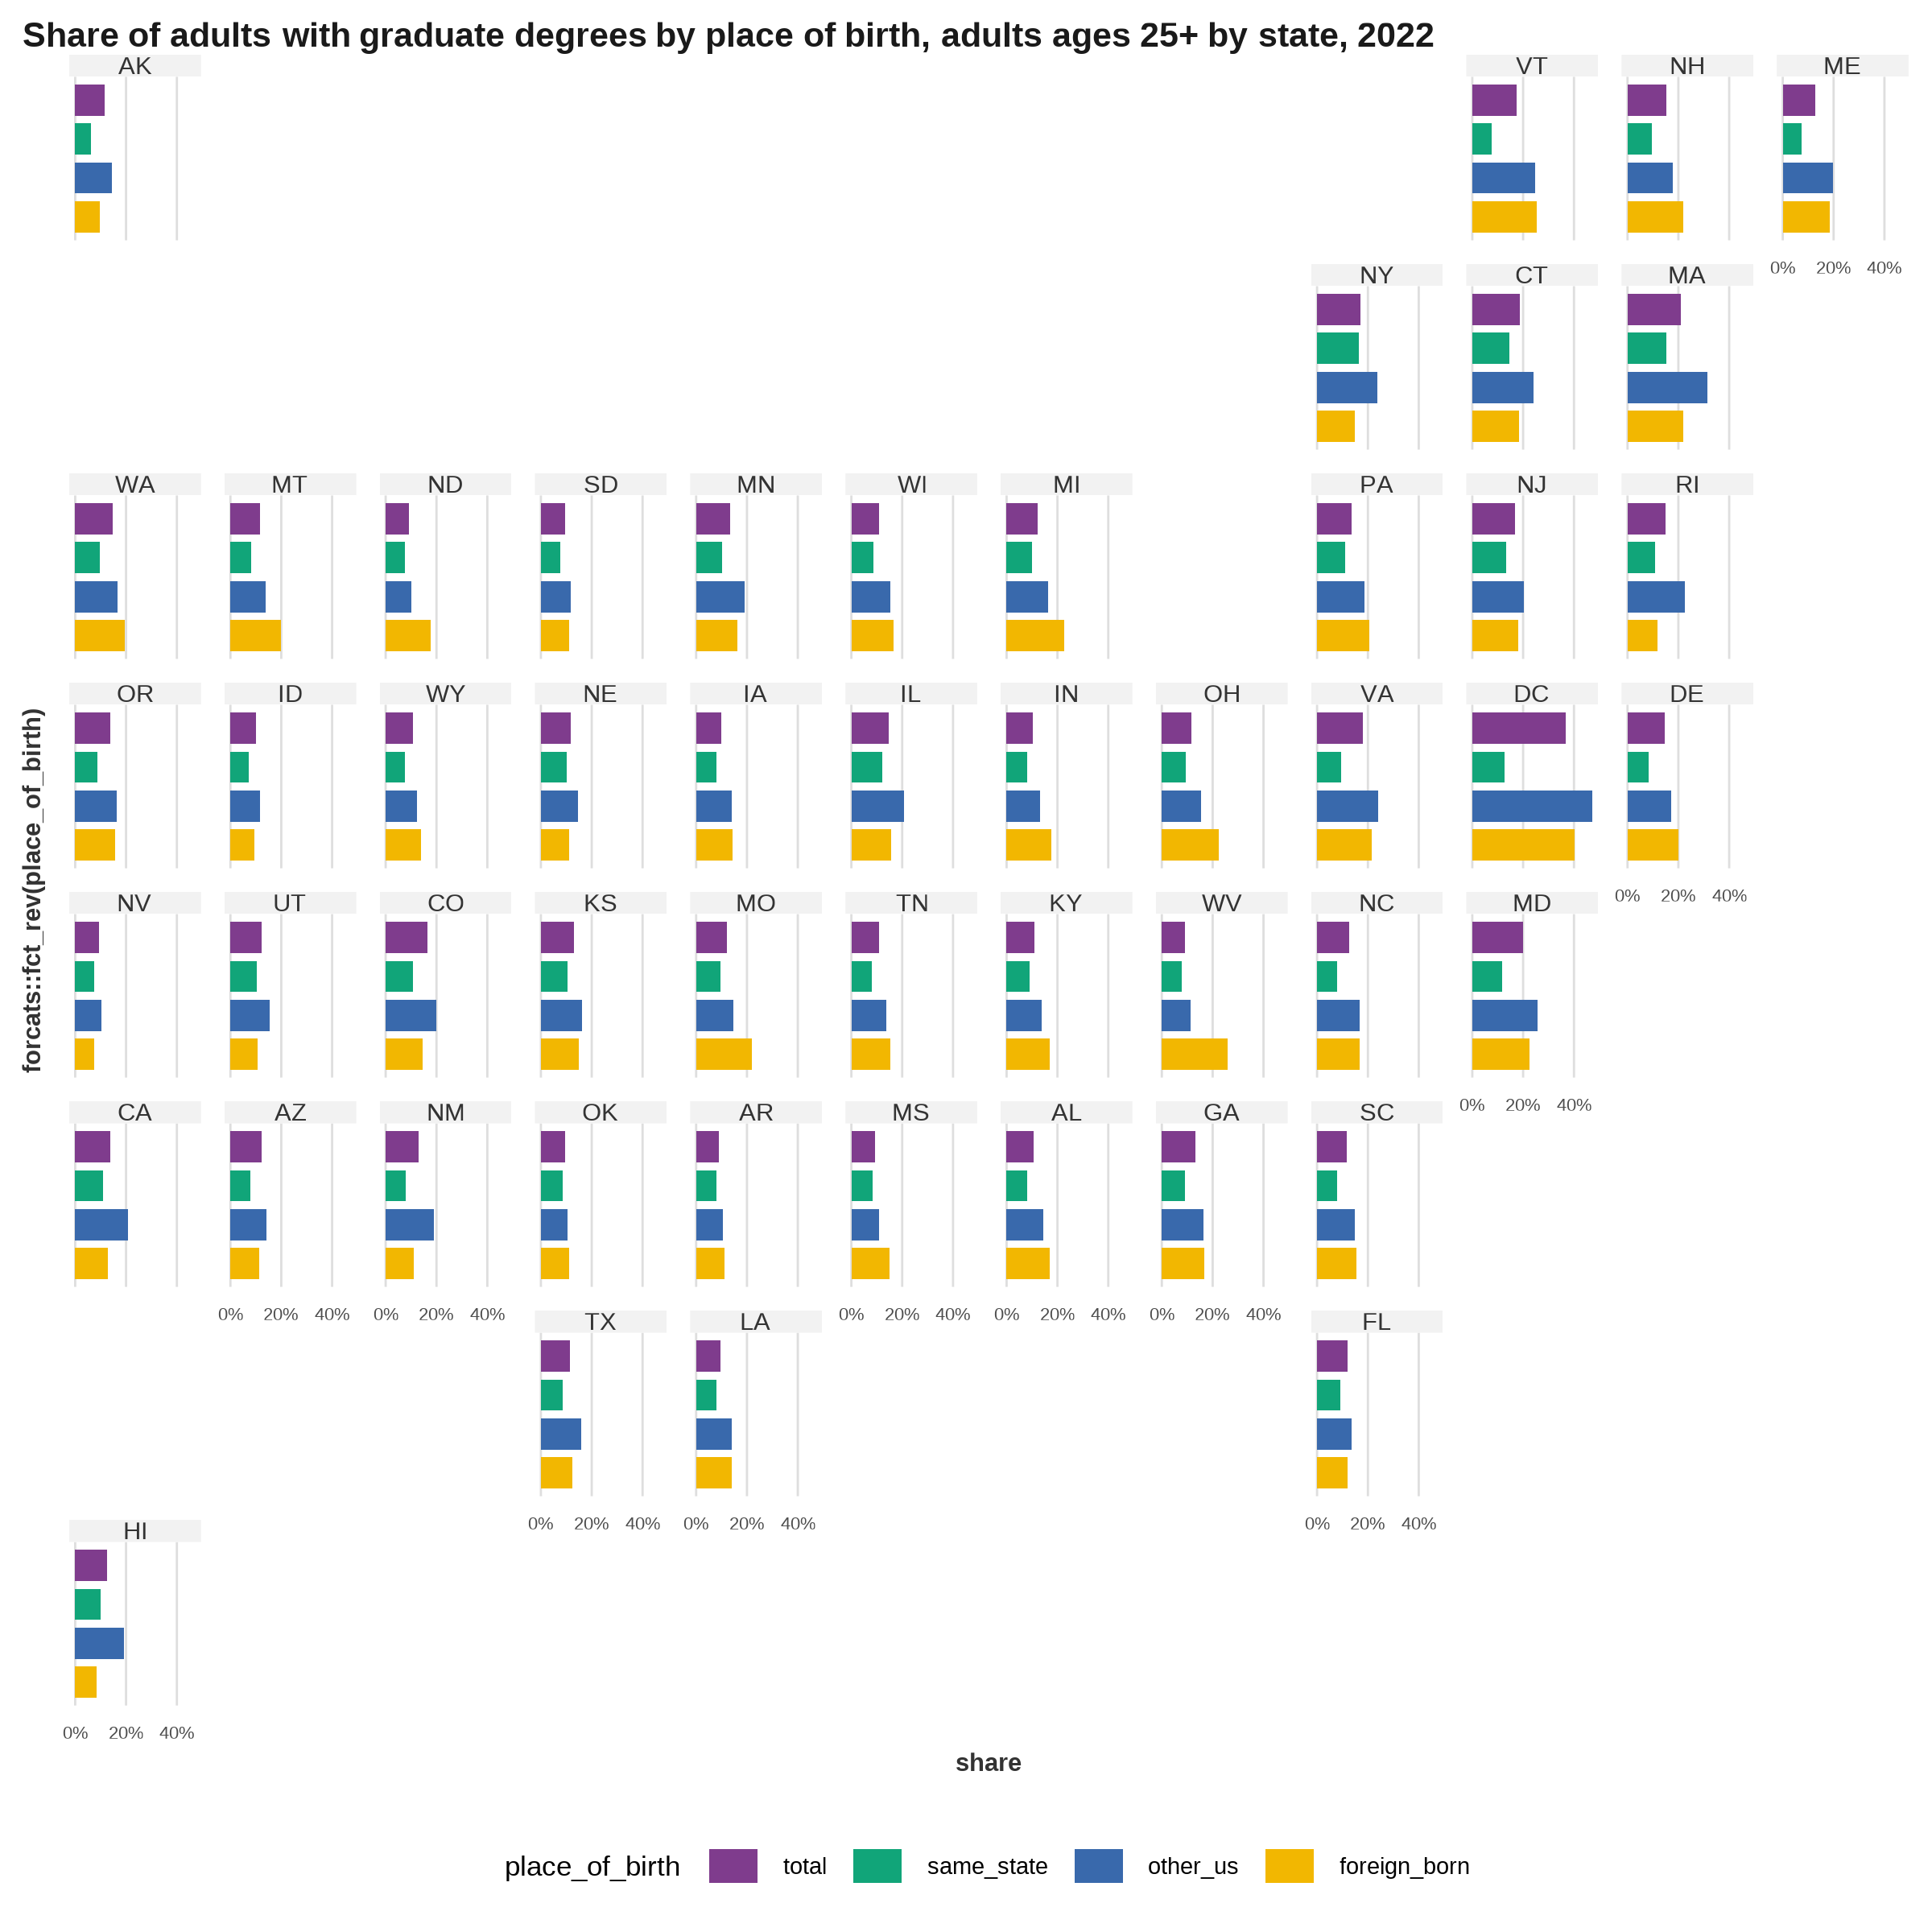 Share of adults with graduate degrees by place of birth, adults ages 25+ by state, 2022
AK VT NH ME
0% 20% 40%
NY CT MA
WA MT ND SD MN WI MI PA NJ RI
OR ID WY NE IA IL IN OH VA DC DE
0% 20% 40%
NV UT CO KS MO TN KY WV NC MD
0% 20% 40%
CA AZ NM OK AR MS AL GA SC
0% 20% 40% 0% 20% 40% 0% 20% 40% 0% 20% 40% 0% 20% 40%
TX LA FL
0% 20% 40% 0% 20% 40% 0% 20% 40%
HI
0% 20% 40%
forcats::fct_rev(place_of_birth)
share
place_of_birth total same_state other_us foreign_born